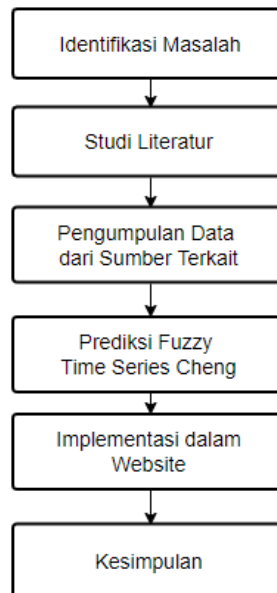 Identifikasi Masalah
Studi Literatur
Pengumpulan Data
dari Sumber Terkait
Prediksi Fuzzy
Time Series Cheng
Implementasi dalam
Website
Kesimpulan